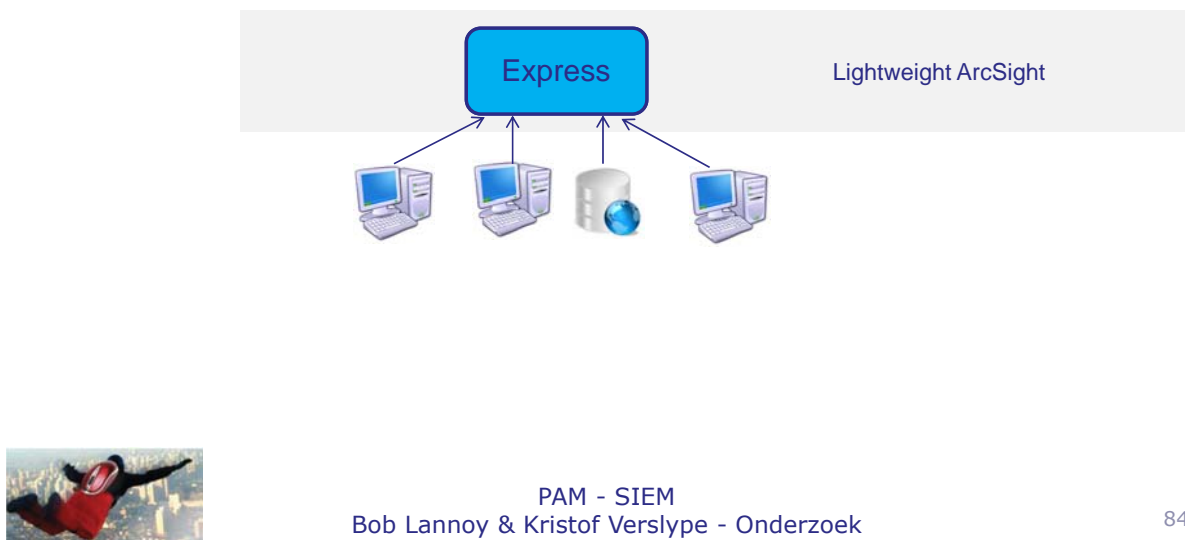 Express
Lightweight ArcSight
PAM - SIEM
Bob Lannoy & Kristof Verslype - Onderzoek
84